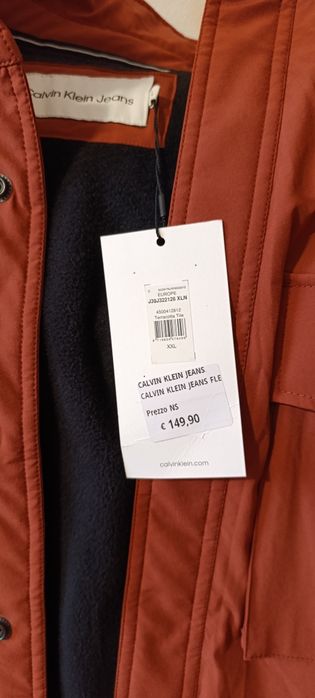 Calvin Klein Jeans
EUROPE
J30J322126 XLN
4500412812
Terracotta Tile
XXL
CALVIN KLEIN JEANS
CALVIN KLEIN JEANS FLE
Prezzo NS
€ 149,90
calvinklein.com